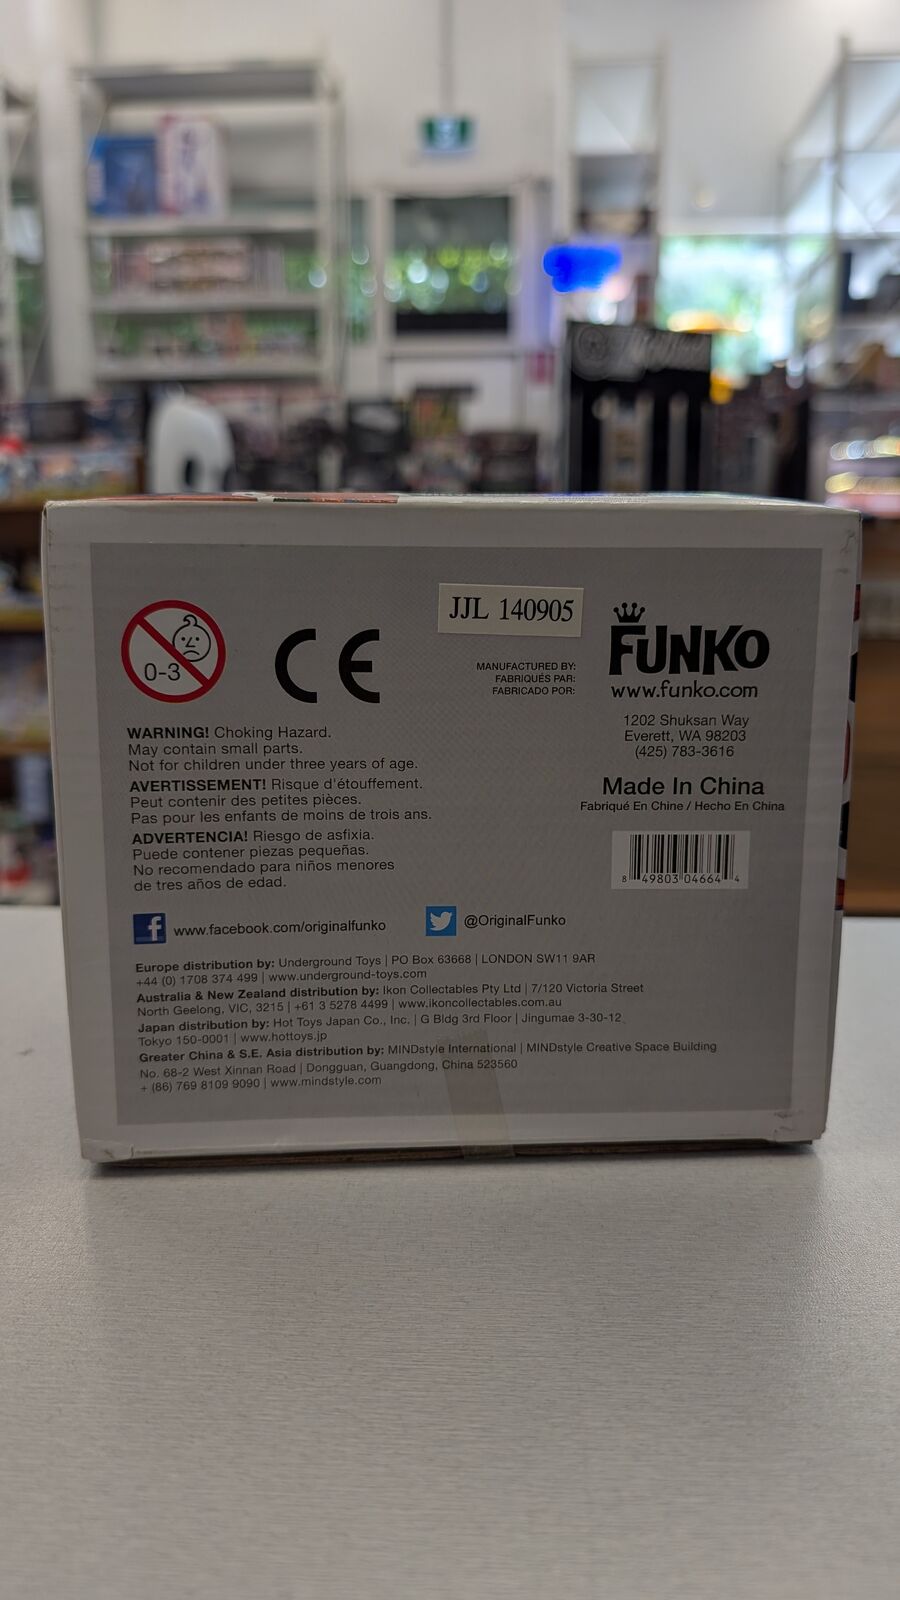 JJL 140905
0-3
CE
MANUFACTURED BY:
FABRIQUÉS PAR:
FABRICADO POR:
FUNKO
www.funko.com
1202 Shuksan Way
Everett, WA 98203
(425) 783-3616
Made In China
Fabriqué En Chine / Hecho En China
8 49803 04664 4
WARNING! Choking Hazard.
May contain small parts.
Not for children under three years of age.
AVERTISSEMENT! Risque d'étouffement.
Peut contenir des petites pièces.
Pas pour les enfants de moins de trois ans.
ADVERTENCIA! Riesgo de asfixia.
Puede contener piezas pequeñas.
No recomendado para niños menores
de tres años de edad.
f www.facebook.com/originalfunko
@OriginalFunko
Europe distribution by: Underground Toys | PO Box 63668 | LONDON SW11 9AR
+44 (0) 1708 374 499 | www.underground-toys.com
Australia & New Zealand distribution by: Ikon Collectables Pty Ltd | 7/120 Victoria Street
North Geelong, VIC, 3215 | +61 3 5278 4499 | www.ikoncollectables.com.au
Japan distribution by: Hot Toys Japan Co., Inc. | G Bldg 3rd Floor | Jingumae 3-30-12
Tokyo 150-0001 | www.hottoys.jp
Greater China & S.E. Asia distribution by: MINDstyle International | MINDstyle Creative Space Building
No. 68-2 West Xinnan Road | Dongguan, Guangdong, China 523560
+ (86) 769 8109 9090 | www.mindstyle.com